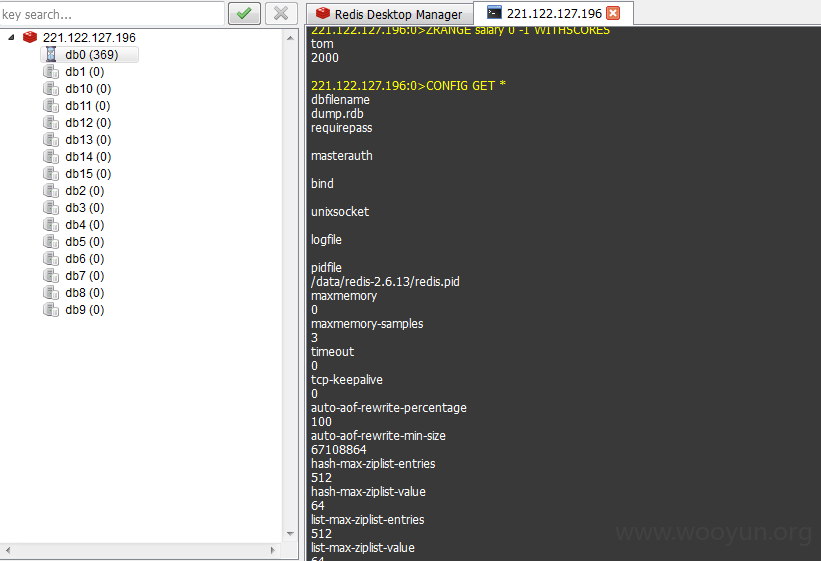 key search...
Redis Desktop Manager
221.122.127.196
221.122.127.196
db0 (369)
db1 (0)
db10 (0)
db11 (0)
db12 (0)
db13 (0)
db14 (0)
db15 (0)
db2 (0)
db3 (0)
db4 (0)
db5 (0)
db6 (0)
db7 (0)
db8 (0)
db9 (0)
221.122.127.196:0>ZRANGE salary 0 -1 WITHSCORES
tom
2000
221.122.127.196:0>CONFIG GET *
dbfilename
dump.rdb
requirepass
masterauth
bind
unixsocket
logfile
pidfile
/data/redis-2.6.13/redis.pid
maxmemory
0
maxmemory-samples
3
timeout
0
tcp-keepalive
0
auto-aof-rewrite-percentage
100
auto-aof-rewrite-min-size
67108864
hash-max-ziplist-entries
512
hash-max-ziplist-value
64
list-max-ziplist-entries
512
list-max-ziplist-value
64
www.wooyun.org